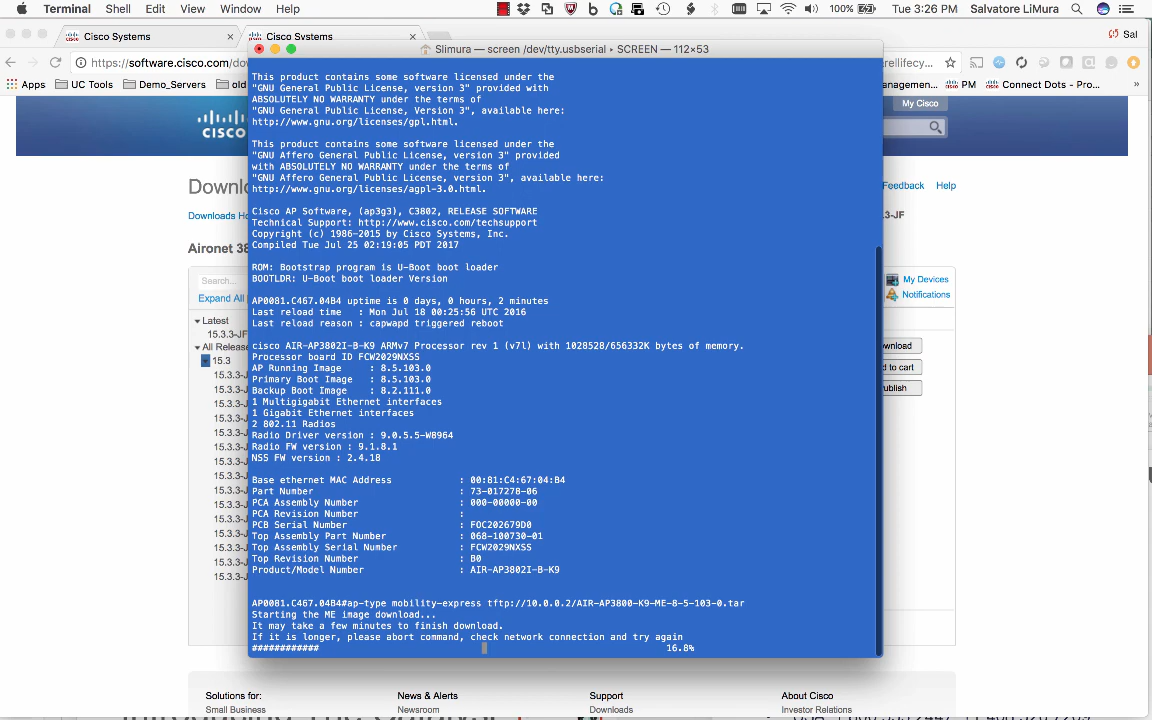 Terminal Shell Edit View Window Help 100% Tue 3:26 PM Salvatore LiMura
Cisco Systems × Cisco Systems × Sal
https://software.cisco.com/dow rellifecy
Apps UC Tools Demo_Servers old anagemen... PM Connect Dots - Pro... »
Slimura — screen /dev/tty.usbserial ▸ SCREEN — 112×53
My Cisco
CISCO
Feedback Help
Downloads Ho
3-JF
Aironet 38
Search...
Expand All
My Devices
Notifications
Latest
15.3.3-JF
All Release
15.3
wnload
d to cart
ublish
This product contains some software licensed under the
"GNU General Public License, version 2" provided with
ABSOLUTELY NO WARRANTY under the terms of
"GNU General Public License, Version 3", available here:
http://www.gnu.org/licenses/gpl.html.
This product contains some software licensed under the
"GNU Affero General Public License, version 3" provided
with ABSOLUTELY NO WARRANTY under the terms of
"GNU Affero General Public License, version 3", available here:
http://www.gnu.org/licenses/agpl-3.0.html.
Cisco AP Software, (ap3g3), C3802, RELEASE SOFTWARE
Technical Support: http://www.cisco.com/techsupport
Copyright (c) 1986-2015 by Cisco Systems, Inc.
Compiled Tue Jul 25 02:19:05 PDT 2017
ROM: Bootstrap program is U-Boot boot loader
BOOTLDR: U-Boot boot loader Version
AP0081.C467.04B4 uptime is 0 days, 0 hours, 2 minutes
Last reload time : Mon Jul 18 00:25:56 UTC 2016
Last reload reason : capwapd triggered reboot
cisco AIR-AP3802I-B-K9 ARMv7 Processor rev 1 (v7l) with 1028528/656332K bytes of memory.
Processor board ID FCW2029NXSS
AP Running Image : 8.5.103.0
Primary Boot Image : 8.5.103.0
Backup Boot Image : 8.2.111.0
1 Multigigabit Ethernet interfaces
1 Gigabit Ethernet interfaces
2 802.11 Radios
Radio Driver version : 9.0.5.5-W8964
Radio FW version : 9.1.8.1
NSS FW version : 2.4.18
Base ethernet MAC Address : 00:81:C4:67:04:B4
Part Number : 73-017278-06
PCA Assembly Number : 000-00000-00
PCA Revision Number :
PCB Serial Number : FOC202679D0
Top Assembly Part Number : 068-100730-01
Top Assembly Serial Number : FCW2029NXSS
Top Revision Number : B0
Product/Model Number : AIR-AP3802I-B-K9
AP0081.C467.04B4#ap-type mobility-express tftp://10.0.0.2/AIR-AP3800-K9-ME-8-5-103-0.tar
Starting the ME image download...
It may take a few minutes to finish download.
If it is longer, please abort command, check network connection and try again
############ 16.8%
Solutions for: News & Alerts Support About Cisco
Small Business Newsroom Downloads Investor Relations